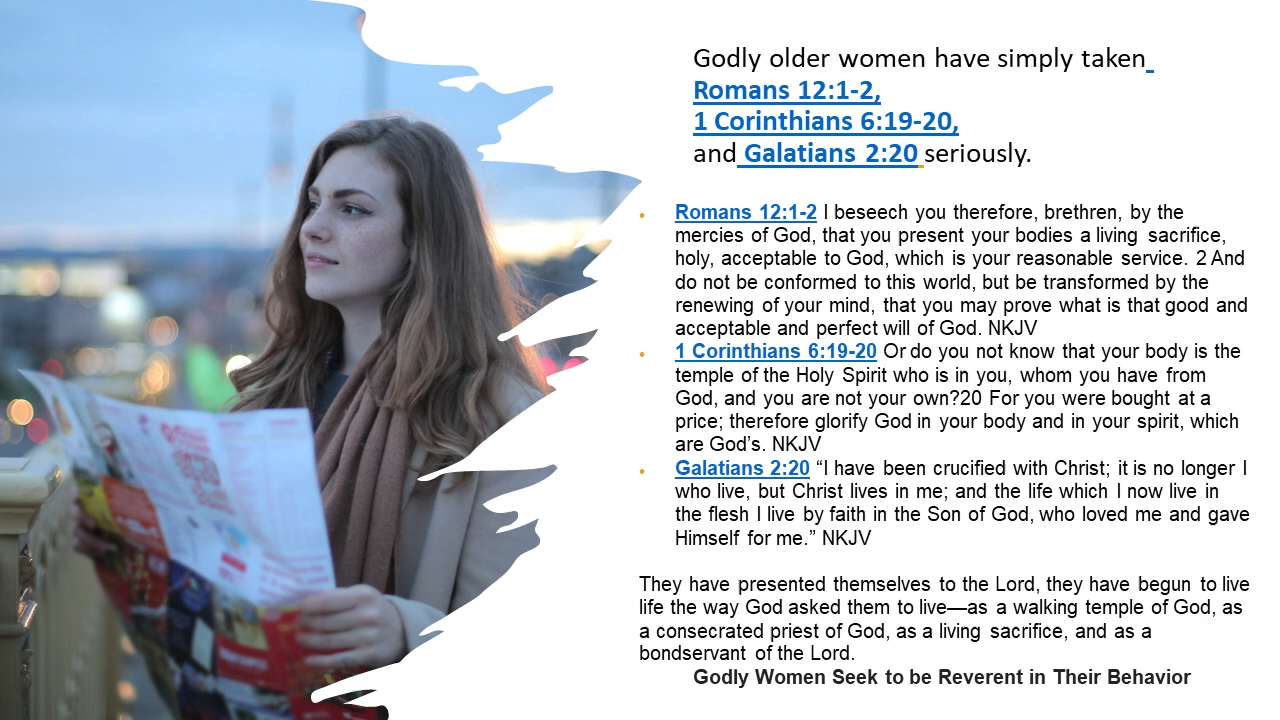 Godly older women have simply taken
Romans 12:1-2,
1 Corinthians 6:19-20,
and Galatians 2:20 seriously.
• Romans 12:1-2 I beseech you therefore, brethren, by the
mercies of God, that you present your bodies a living sacrifice,
holy, acceptable to God, which is your reasonable service. 2 And
do not be conformed to this world, but be transformed by the
renewing of your mind, that you may prove what is that good and
acceptable and perfect will of God. NKJV
• 1 Corinthians 6:19-20 Or do you not know that your body is the
temple of the Holy Spirit who is in you, whom you have from
God, and you are not your own?20 For you were bought at a
price; therefore glorify God in your body and in your spirit, which
are God’s. NKJV
• Galatians 2:20 “I have been crucified with Christ; it is no longer I
who live, but Christ lives in me; and the life which I now live in
the flesh I live by faith in the Son of God, who loved me and gave
Himself for me.” NKJV
They have presented themselves to the Lord, they have begun to live
life the way God asked them to live—as a walking temple of God, as
a consecrated priest of God, as a living sacrifice, and as a
bondservant of the Lord.
Godly Women Seek to be Reverent in Their Behavior